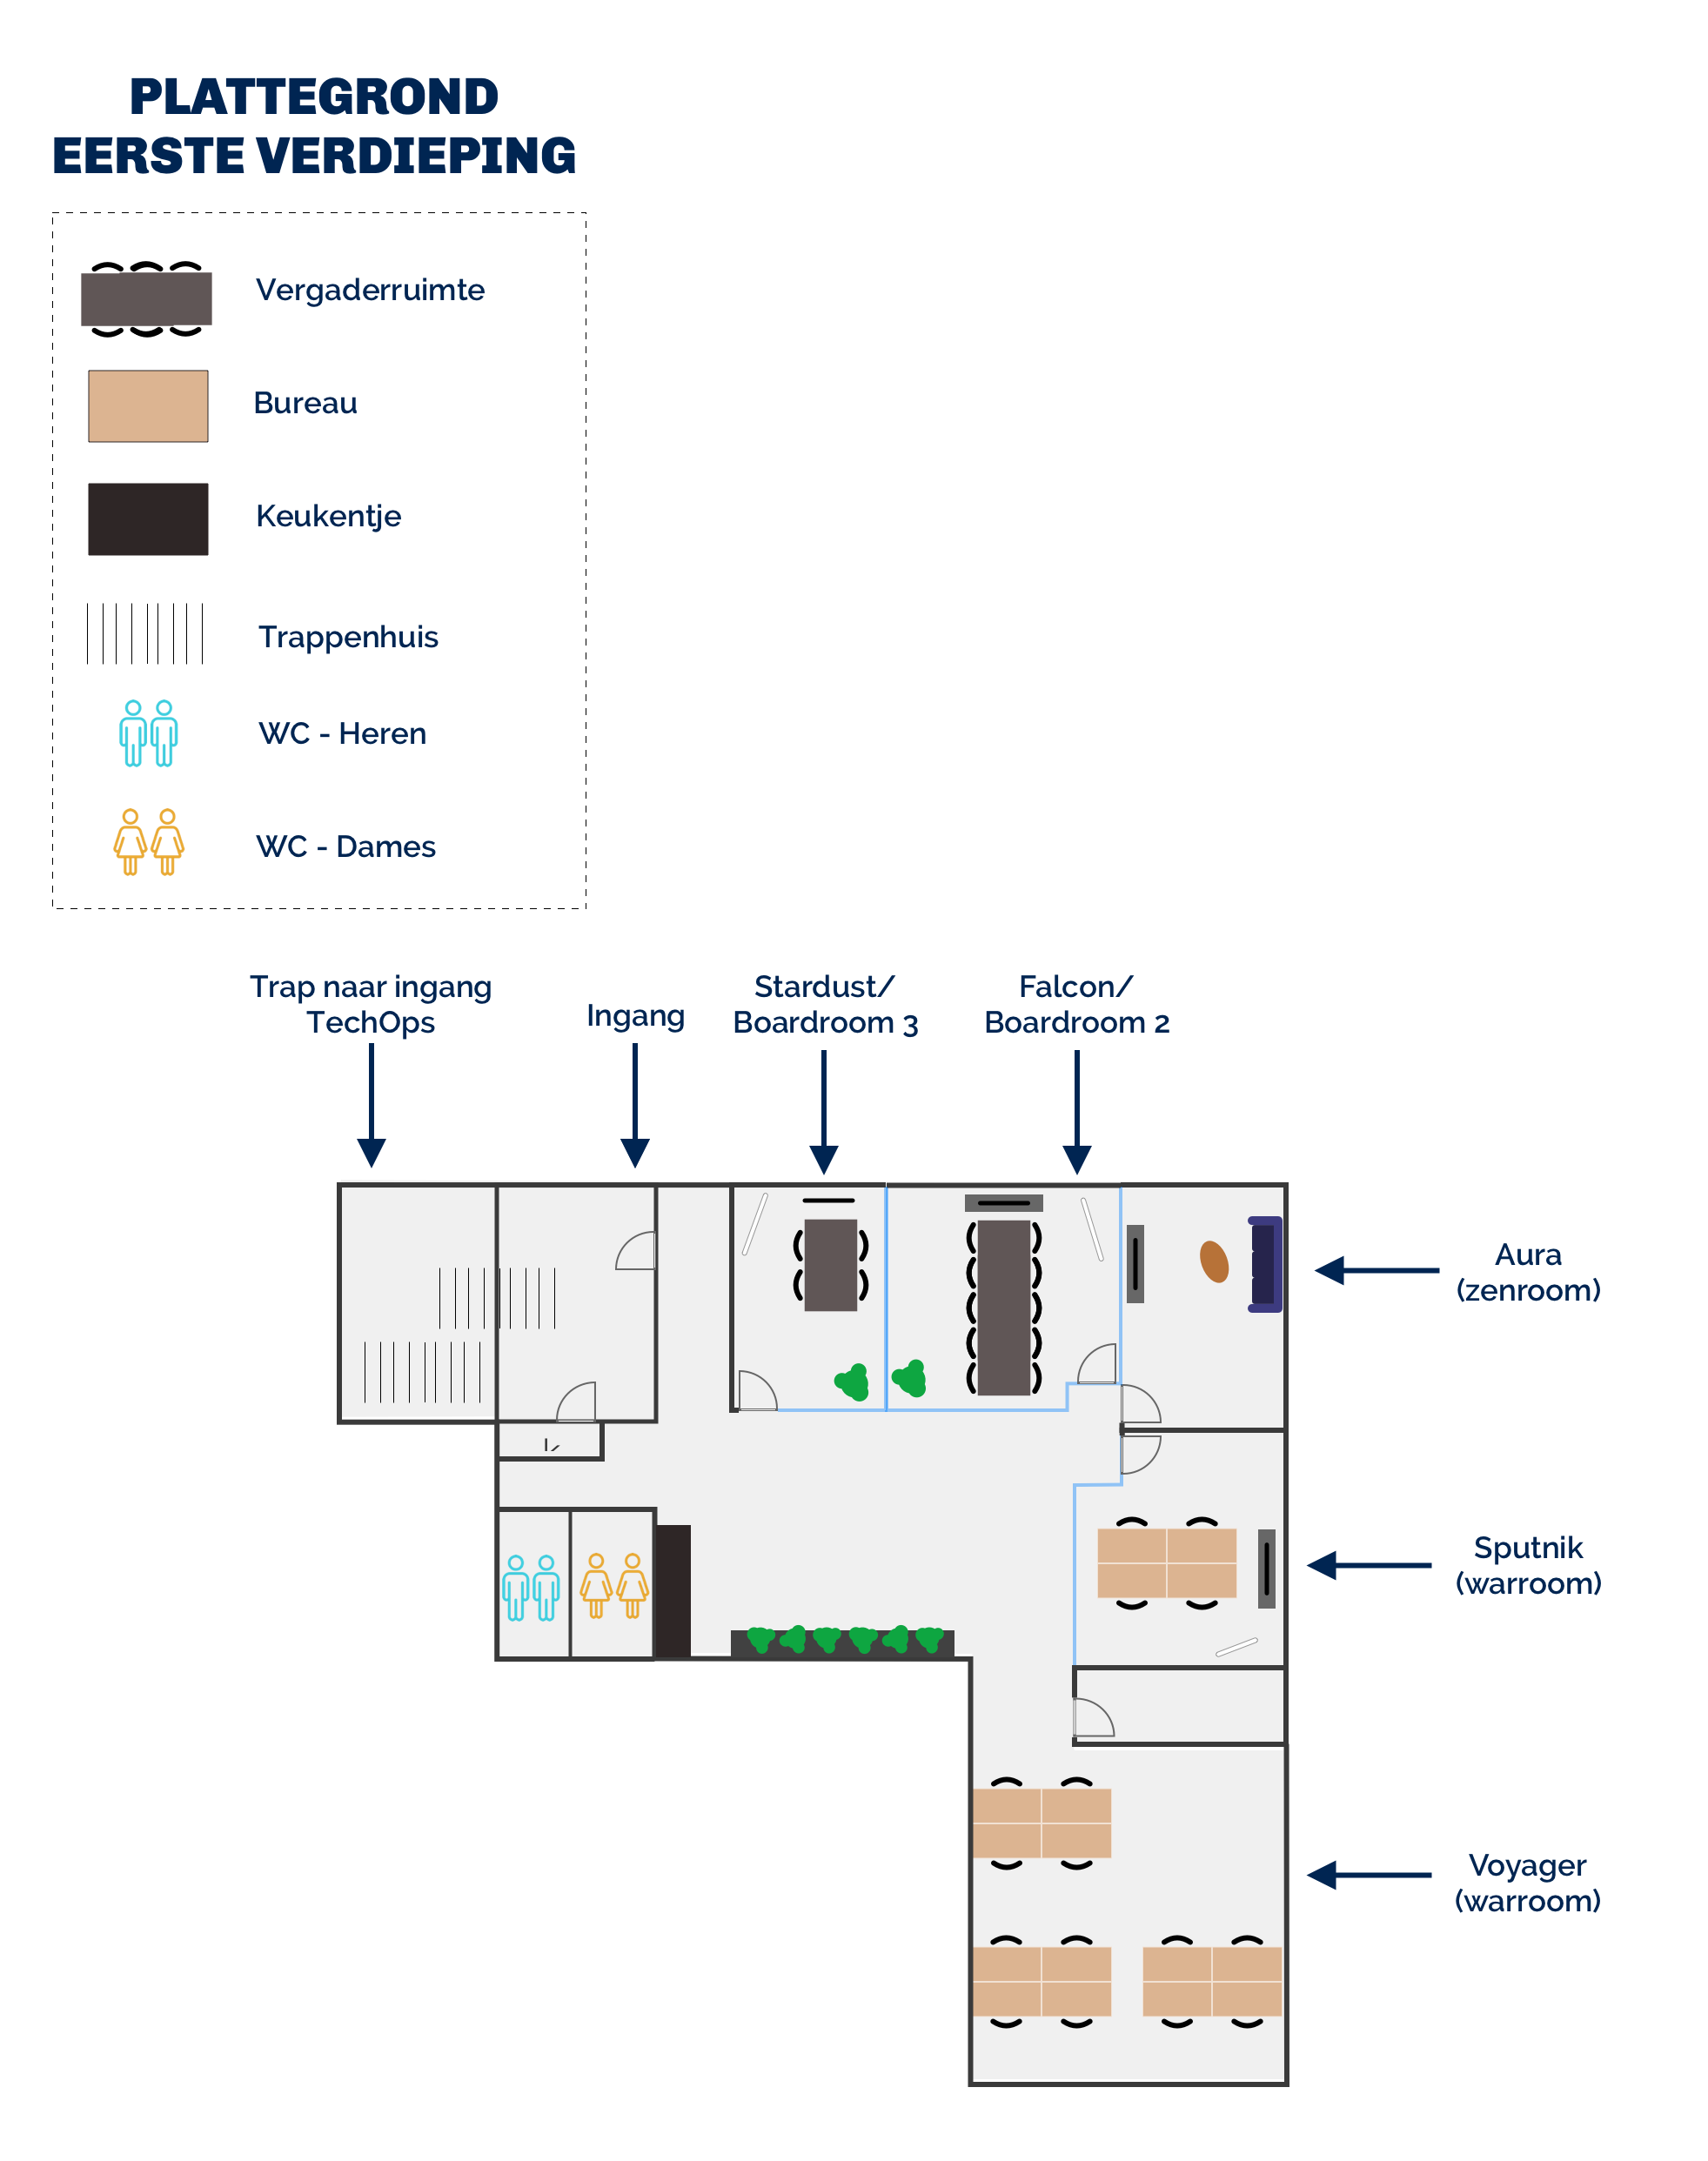 PLATTEGROND
EERSTE VERDIEPING
Vergaderruimte
Bureau
Keukentje
Trappenhuis
WC - Heren
WC - Dames
Trap naar ingang
TechOps
Ingang
Stardust/
Boardroom 3
Falcon/
Boardroom 2
Aura
(zenroom)
Sputnik
(warroom)
Voyager
(warroom)